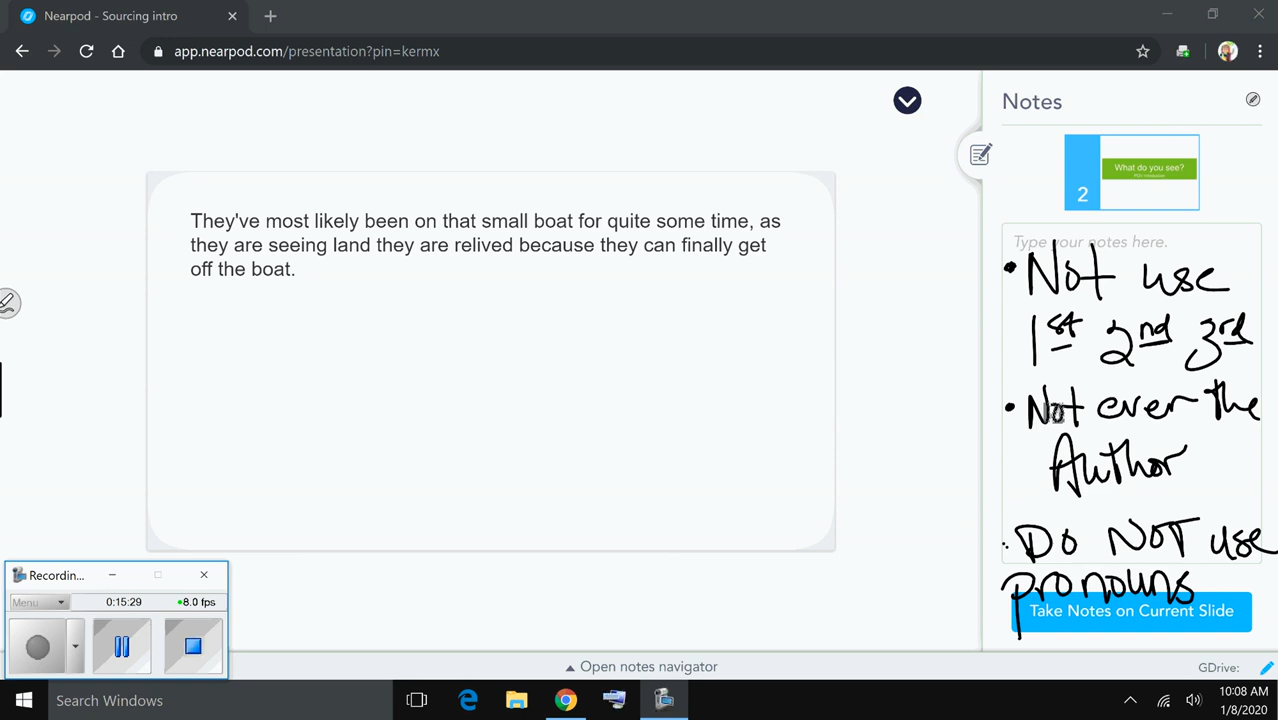 Nearpod - Sourcing intro
app.nearpod.com/presentation?pin=kermx
Notes
What do you see?
2
They've most likely been on that small boat for quite some time, as
they are seeing land they are relived because they can finally get
off the boat.
Type your notes here.
• Not use
1st 2nd 3rd
• Not ever the
Author
• Do NOT use
pronouns
Take Notes on Current Slide
Recordin...
Menu
0:15:29
8.0 fps
Open notes navigator
GDrive:
Search Windows
10:08 AM
1/8/2020